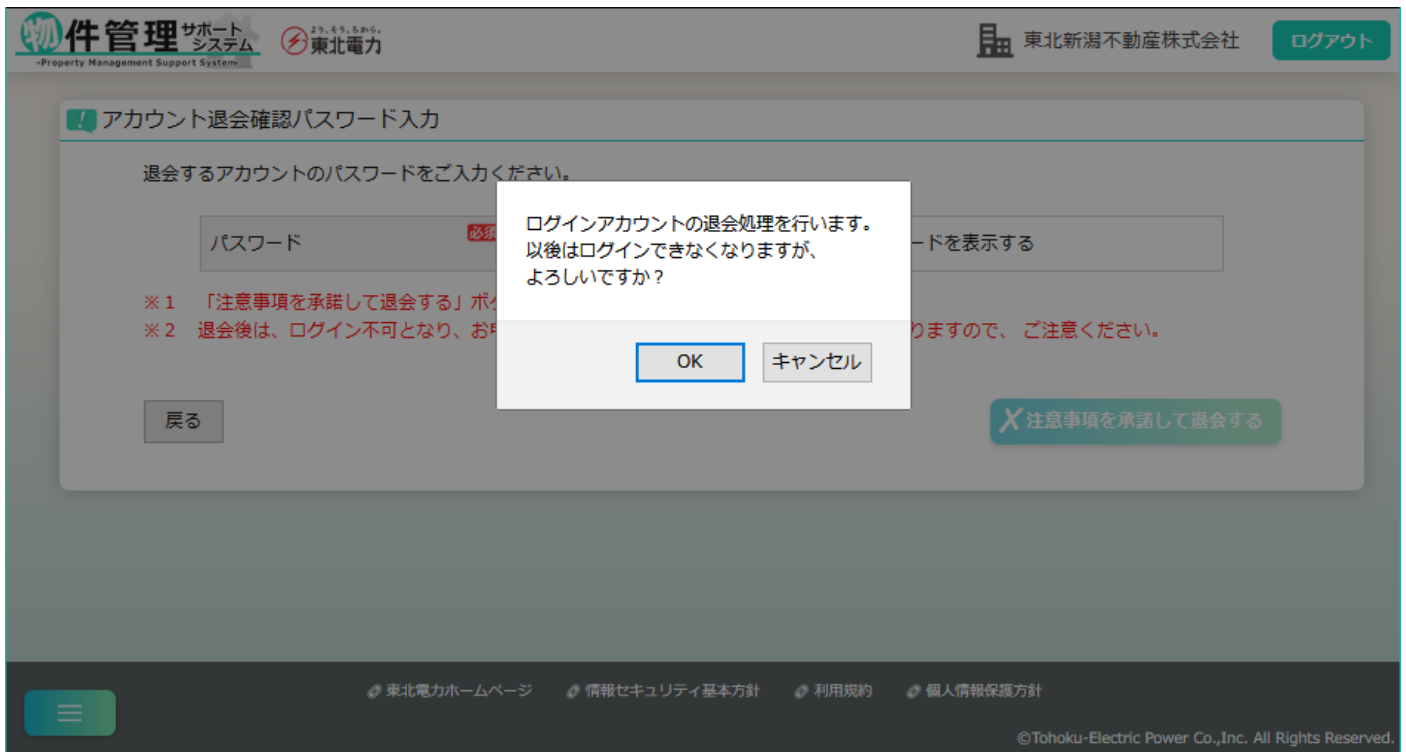 物件管理サポートシステム
-Property Management Support System-
より、そう、ちから。
東北電力
東北新潟不動産株式会社
ログアウト
アカウント退会確認パスワード入力
退会するアカウントのパスワードをご入力ください。
パスワード
必須
ードを表示する
ログインアカウントの退会処理を行います。
以後はログインできなくなりますが、
よろしいですか？
OK
キャンセル
※１ 「注意事項を承諾して退会する」ボ
※２ 退会後は、ログイン不可となり、お
りますので、 ご注意ください。
戻る
注意事項を承諾して退会する
東北電力ホームページ
情報セキュリティ基本方針
利用規約
個人情報保護方針
©Tohoku-Electric Power Co.,Inc. All Rights Reserved.